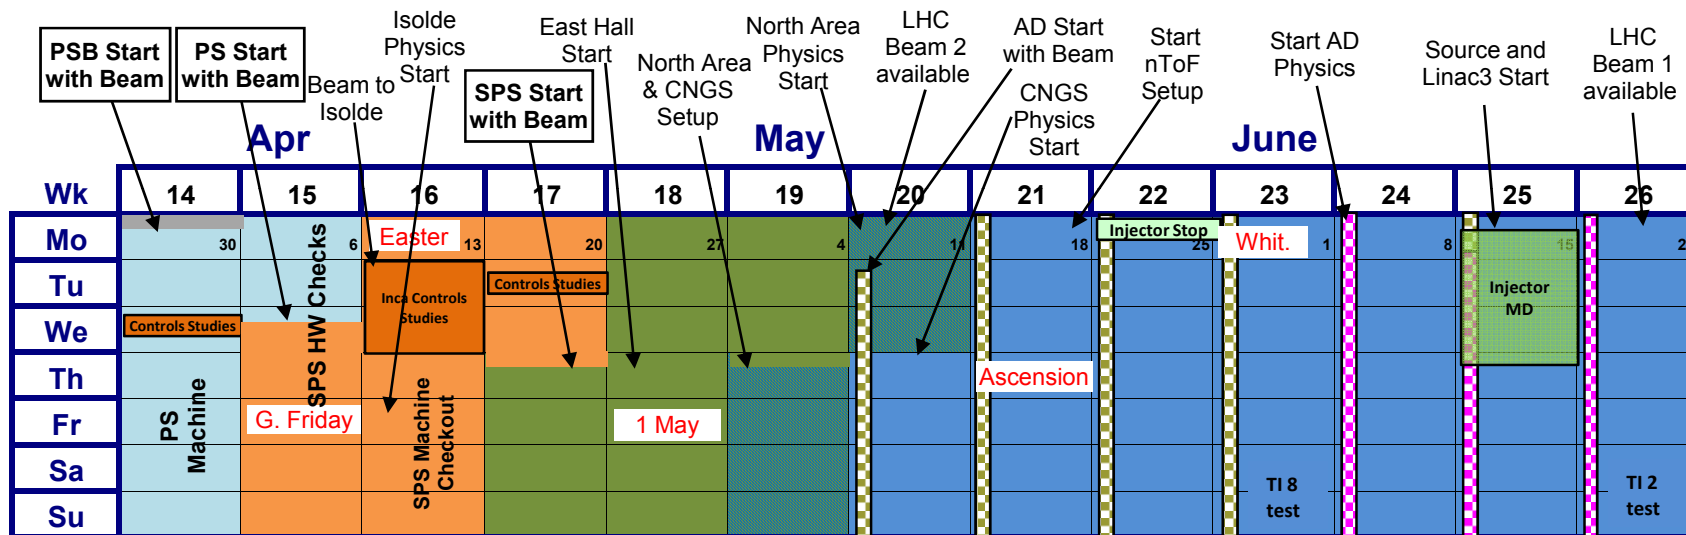 PSB Start
with Beam
PS Start
with Beam
Isolde
Physics
Start
Beam to
Isolde
East Hall
Start
SPS Start
with Beam
North Area
& CNGS
Setup
North Area
Physics
Start
LHC
Beam 2
available
AD Start
with Beam
CNGS
Physics
Start
Start
nToF
Setup
Start AD
Physics
Source and
Linac3 Start
LHC
Beam 1
available
Apr
May
June
Wk 14 15 16 17 18 19 20 21 22 23 24 25 26
Mo 30 6 Easter 13 20 27 4 11 18 Injector Stop 25 Whit. 1 8 15 2
Tu
Inca Controls
Studies
Controls Studies
Injector
MD
We
Controls Studies
Th
Ascension
Fr
G. Friday
1 May
Sa
Su
PS
Machine
SPS HW Checks
SPS Machine
Checkout
TI 8
test
TI 2
test